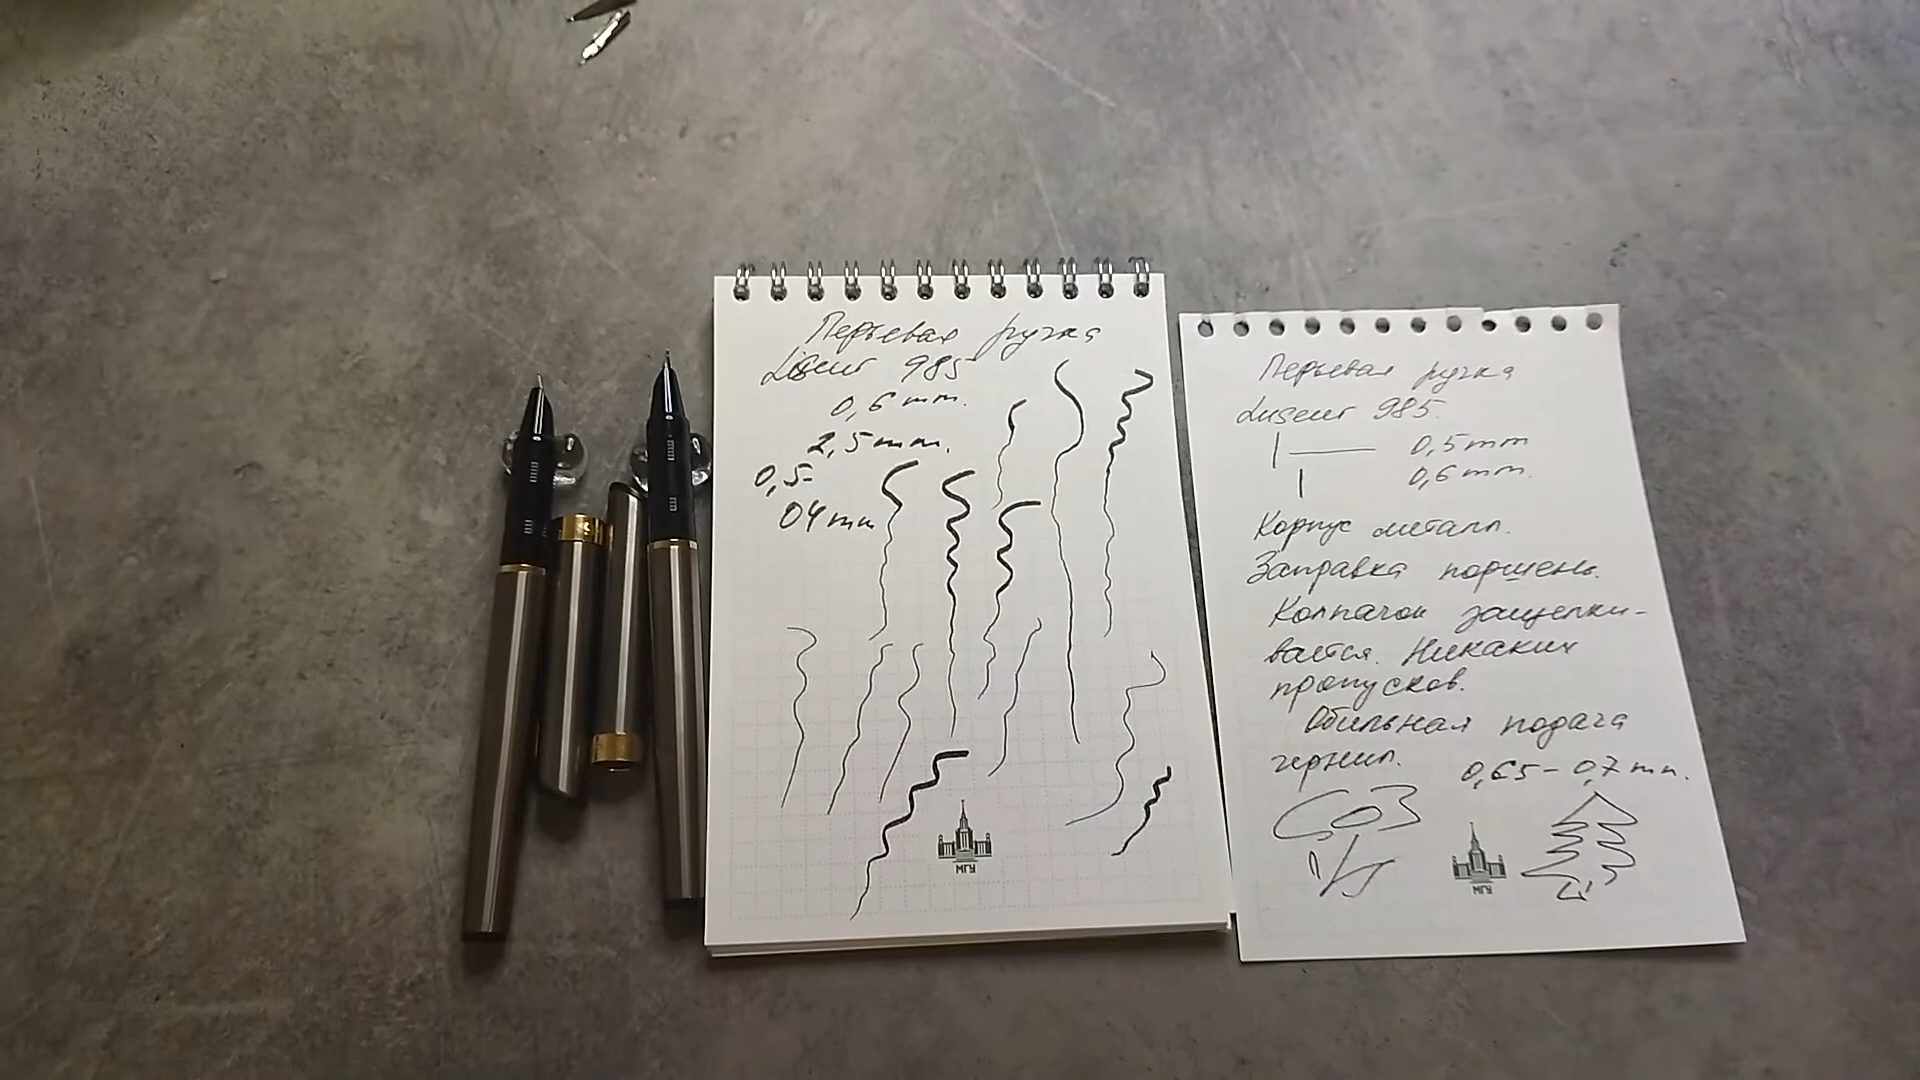 Перьевая ручка
985
0,6 mm.
2,5 mm.
0,5-
04 mm
МГУ
Перьевая ручка
985.
0,5 mm
0,6 mm.
Корпус металл.
Заправка поршень.
Колпачок защелки-
вается. Никаких
пропусков.
Обильная подача
чернил. 0,65-0,7 mm.
МГУ